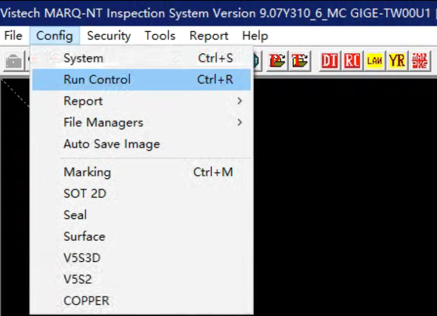 Vistech MARQ-NT Inspection System Version 9.07Y310_6_MC GIGE-TW00U1
File Config Security Tools Report Help
System Ctrl+S
Run Control Ctrl+R
DI RC LAW YR
Report >
File Managers >
Auto Save Image
Marking Ctrl+M
SOT 2D
Seal
Surface
V5S3D
V5S2
COPPER